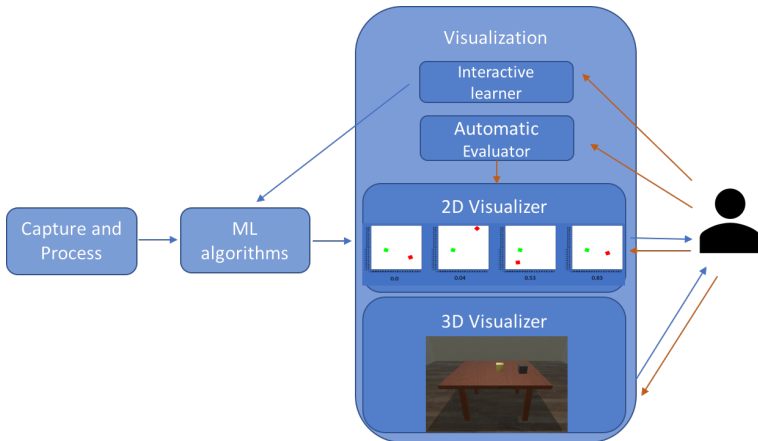 Visualization
Interactive
learner
Automatic
Evaluator
Capture and
Process
ML
algorithms
2D Visualizer
0.0 0.04 0.53 0.83
3D Visualizer